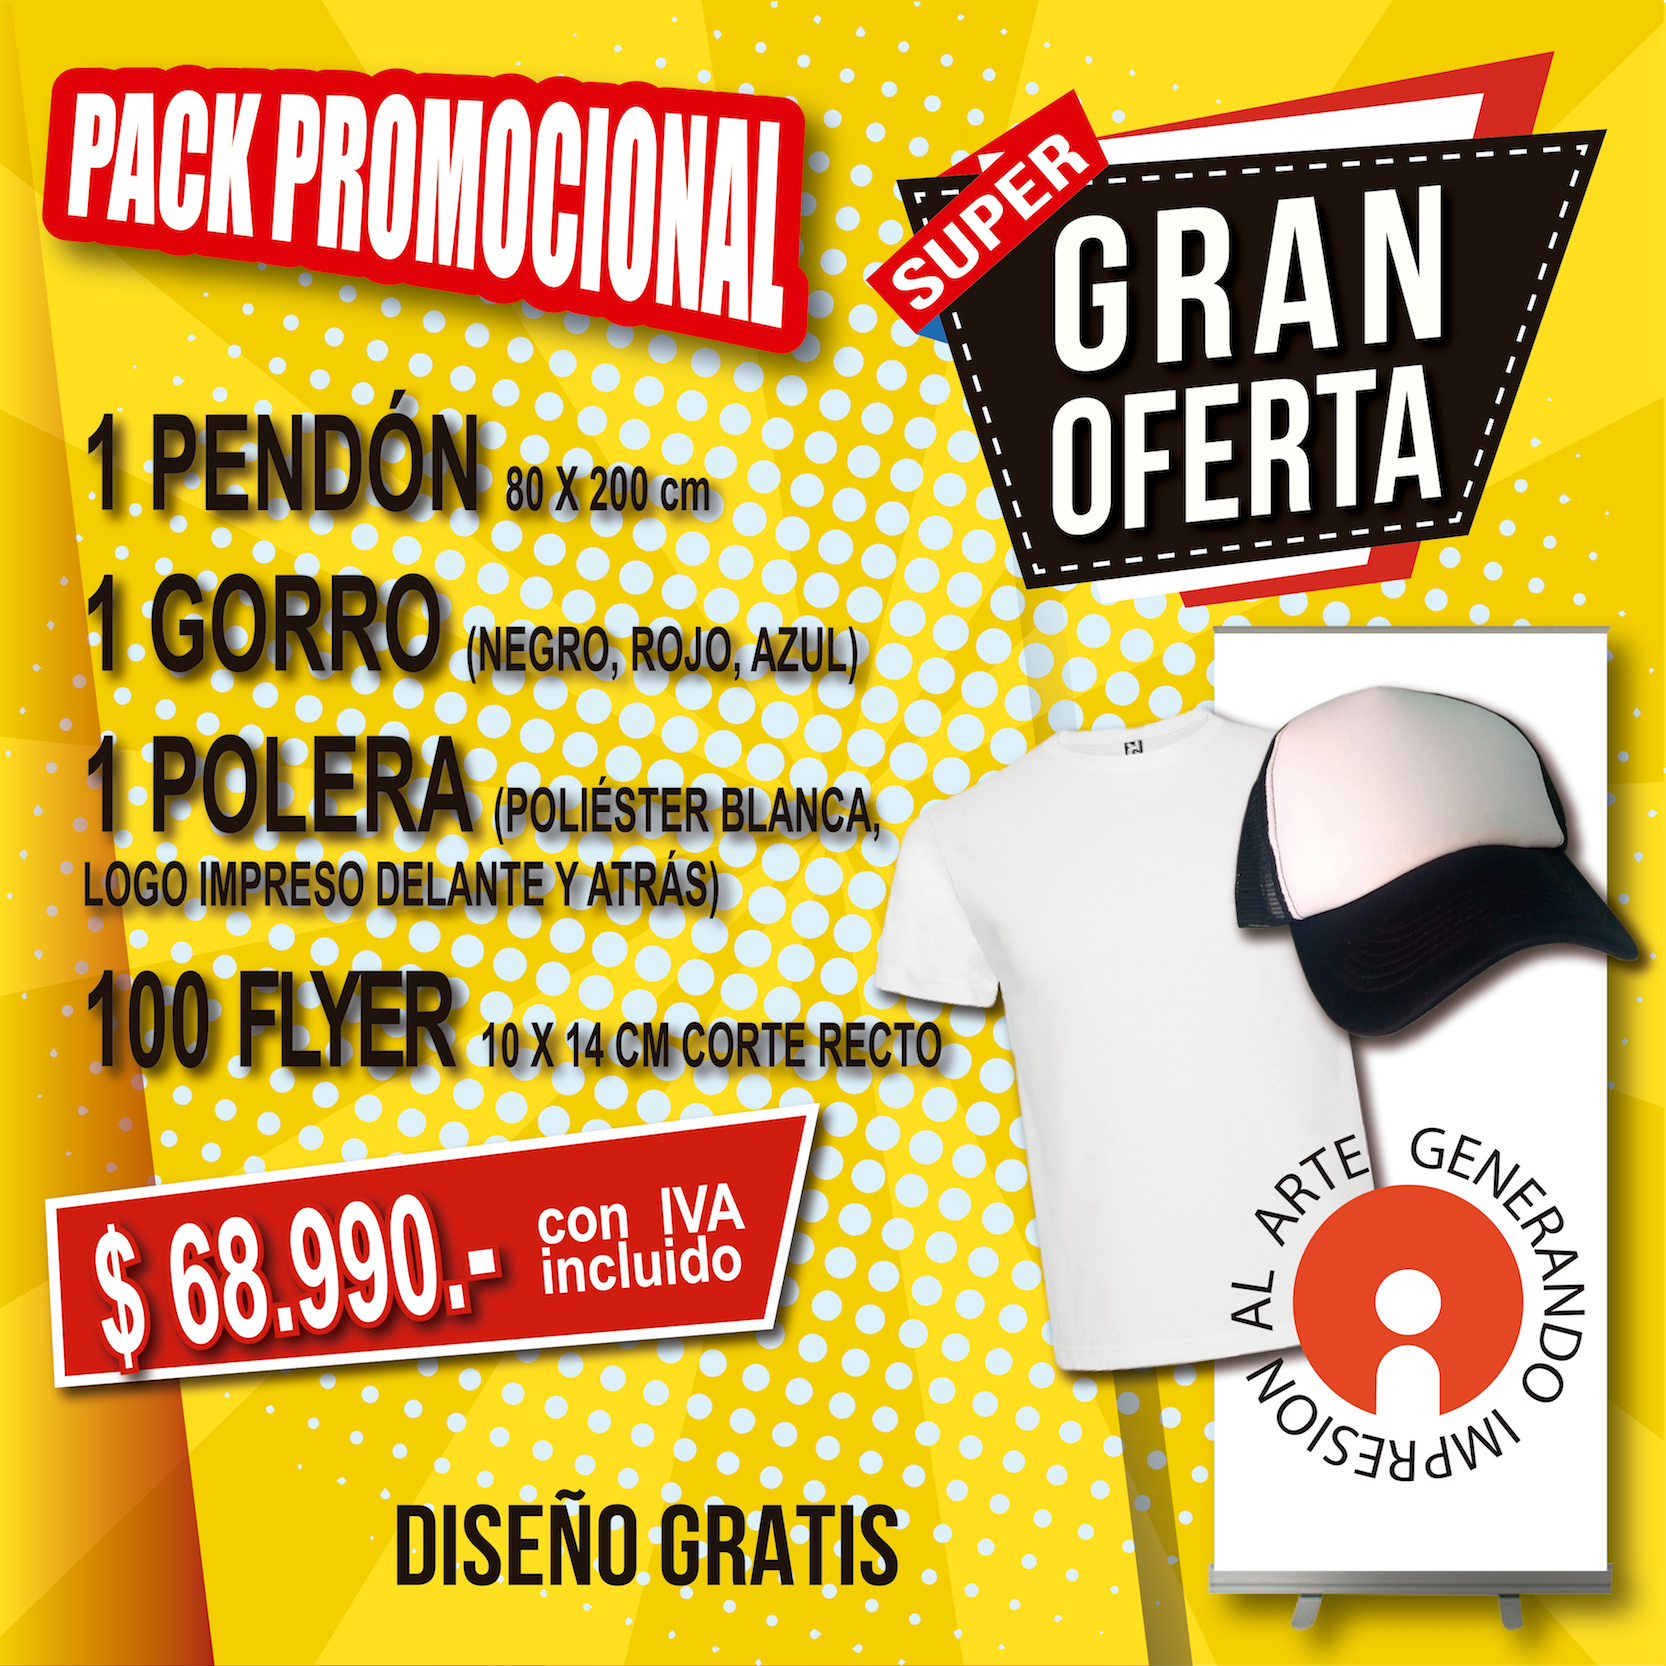 PACK PROMOCIONAL
SUPER
GRAN
OFERTA
1 PENDÓN 80 X 200 cm
1 GORRO (NEGRO, ROJO, AZUL)
1 POLERA (POLIÉSTER BLANCA,
LOGO IMPRESO DELANTE Y ATRÁS)
100 FLYER 10 X 14 CM CORTE RECTO
$ 68.990.- con IVA
incluido
GENERANDO IMPRESION AL ARTE
DISEÑO GRATIS